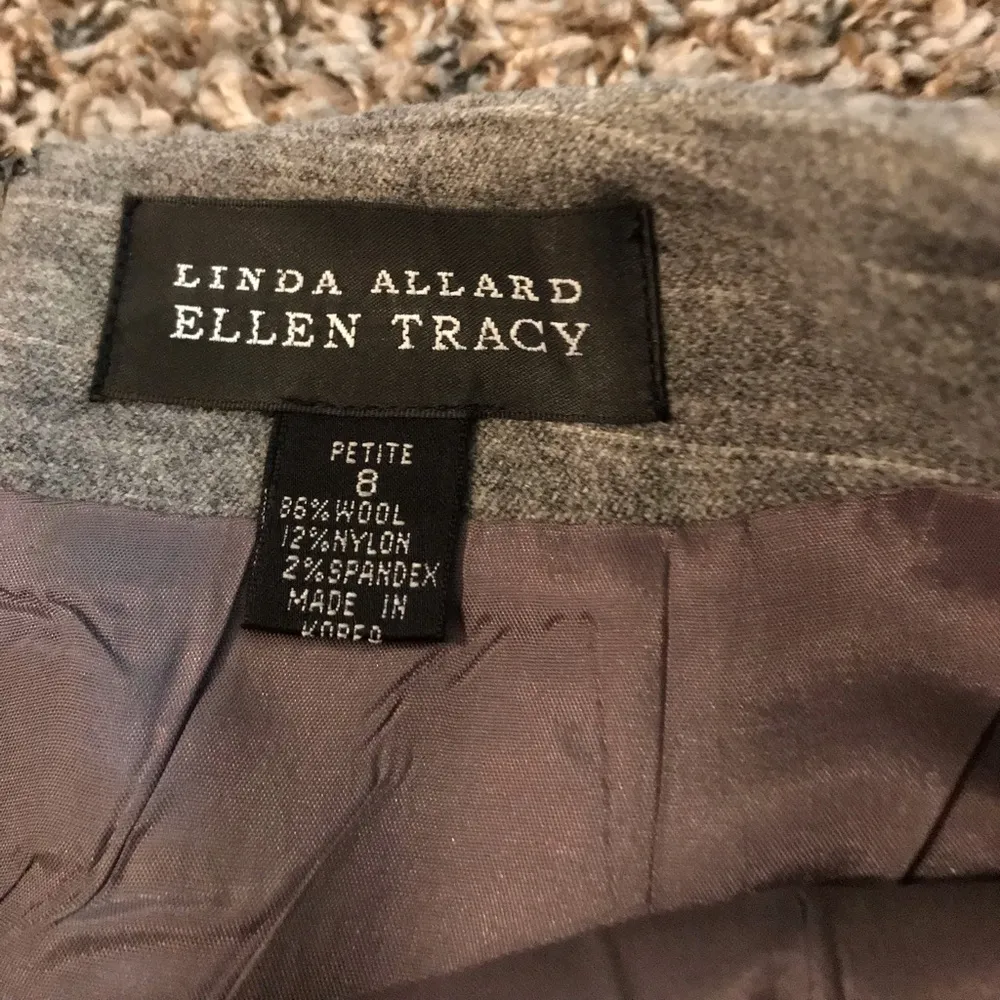 LINDA ALLARD
ELLEN TRACY
PETITE
8
86%WOOL
12%NYLON
2%SPANDEX
MADE IN
KOREA